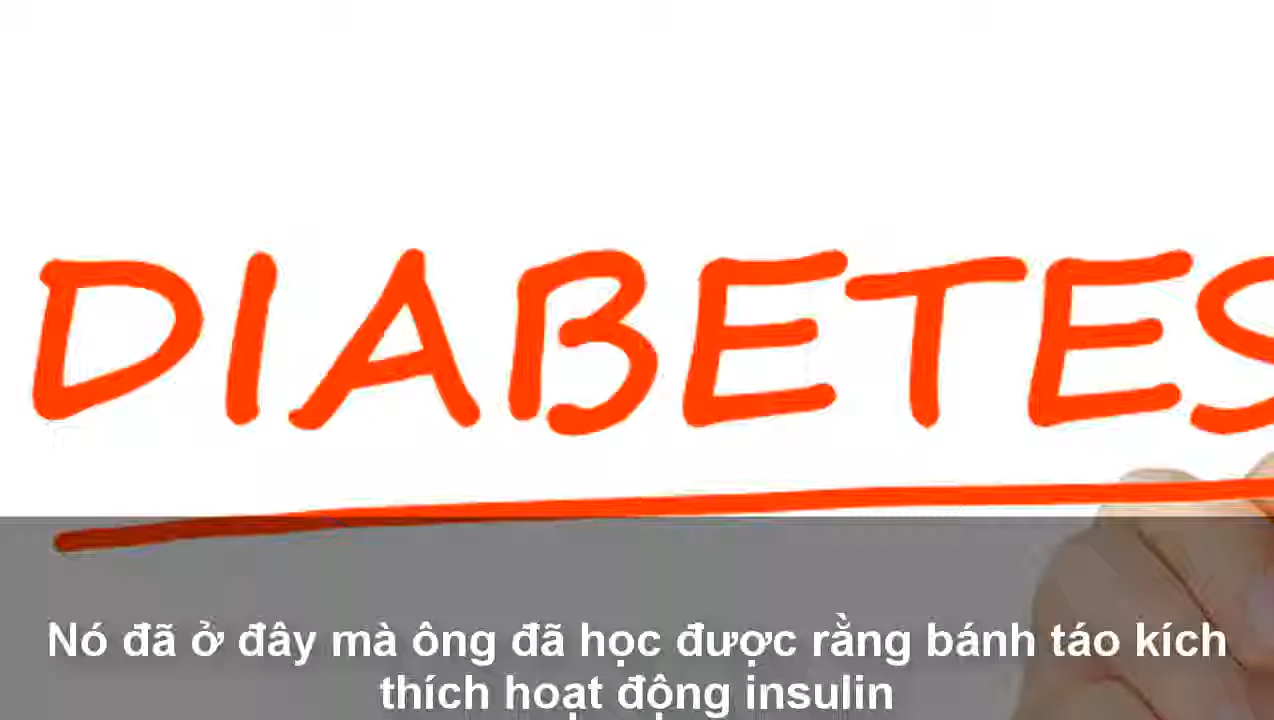 DIABETES
Nó đã ở đây mà ông đã học được rằng bánh táo kích
thích hoạt động insulin